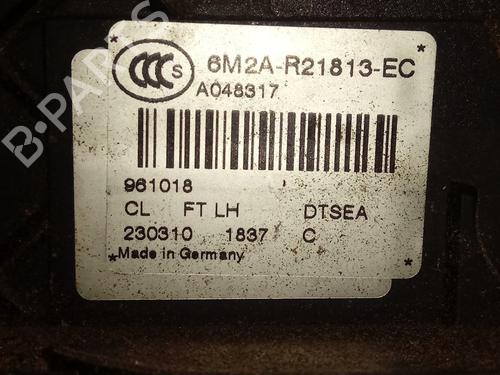 CCC S
6M2A-R21813-EC
A048317
961018
CL FT LH DTSEA
230310 1837 C
*Made in Germany *
B-PARTS